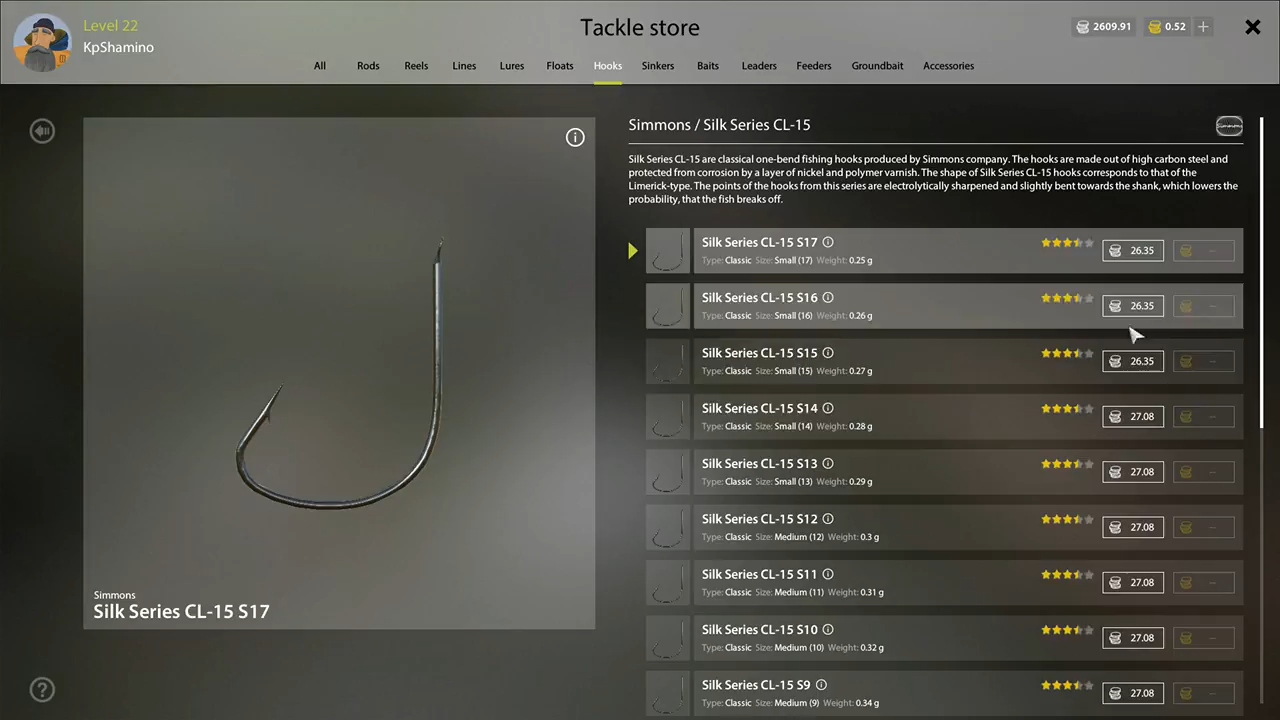 Level 22
KpShamino
Tackle store
2609.91
0.52
+
All Rods Reels Lines Lures Floats Hooks Sinkers Baits Leaders Feeders Groundbait Accessories
Simmons / Silk Series CL-15
Simmons
Silk Series CL-15 are classical one-bend fishing hooks produced by Simmons company. The hooks are made out of high carbon steel and
protected from corrosion by a layer of nickel and polymer varnish. The shape of Silk Series CL-15 hooks corresponds to that of the
Limerick-type. The points of the hooks from this series are electrolytically sharpened and slightly bent towards the shank, which lowers the
probability, that the fish breaks off.
Silk Series CL-15 S17
Type: Classic Size: Small (17) Weight: 0.25 g
26.35 --
Silk Series CL-15 S16
Type: Classic Size: Small (16) Weight: 0.26 g
26.35 --
Silk Series CL-15 S15
Type: Classic Size: Small (15) Weight: 0.27 g
26.35 --
Silk Series CL-15 S14
Type: Classic Size: Small (14) Weight: 0.28 g
27.08 --
Silk Series CL-15 S13
Type: Classic Size: Small (13) Weight: 0.29 g
27.08 --
Silk Series CL-15 S12
Type: Classic Size: Medium (12) Weight: 0.3 g
27.08 --
Silk Series CL-15 S11
Type: Classic Size: Medium (11) Weight: 0.31 g
27.08 --
Silk Series CL-15 S10
Type: Classic Size: Medium (10) Weight: 0.32 g
27.08 --
Silk Series CL-15 S9
Type: Classic Size: Medium (9) Weight: 0.34 g
27.08 --
Simmons
Silk Series CL-15 S17
?